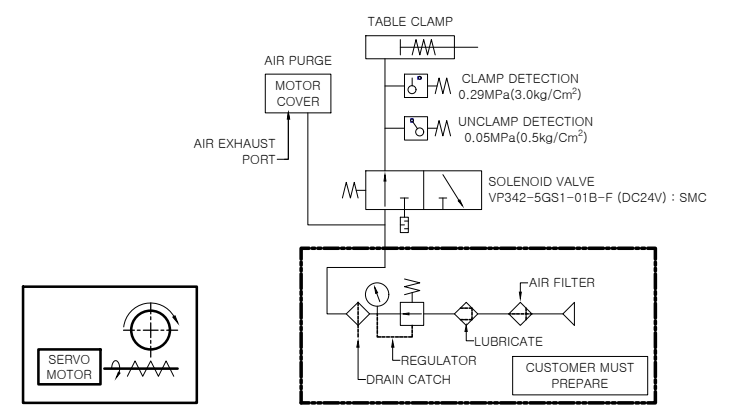 TABLE CLAMP
AIR PURGE
MOTOR
COVER
CLAMP DETECTION
0.29MPa(3.0kg/Cm²)
UNCLAMP DETECTION
0.05MPa(0.5kg/Cm²)
AIR EXHAUST
PORT
SOLENOID VALVE
VP342-5GS1-01B-F (DC24V) : SMC
AIR FILTER
LUBRICATE
REGULATOR
DRAIN CATCH
CUSTOMER MUST
PREPARE
SERVO
MOTOR